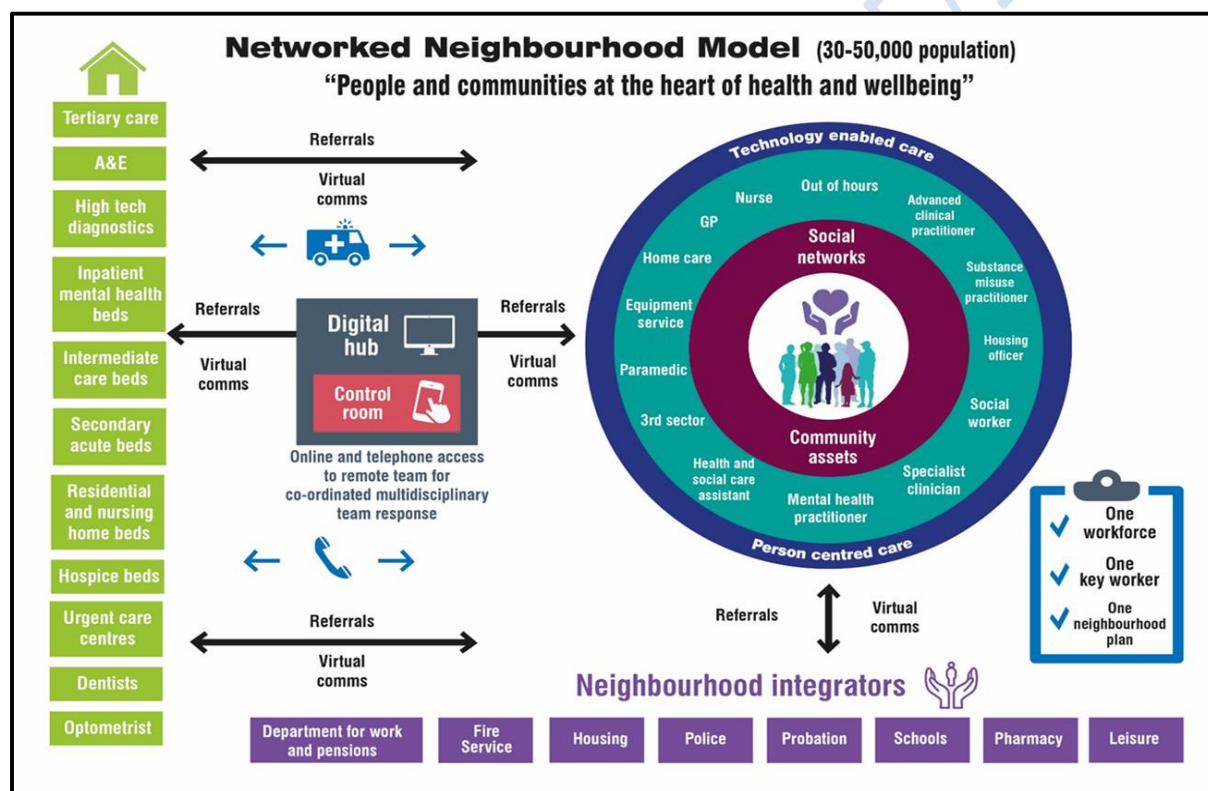 Networked Neighbourhood Model (30-50,000 population)
“People and communities at the heart of health and wellbeing”
Tertiary care
A&E
High tech
diagnostics
Inpatient
mental health
beds
Intermediate
care beds
Secondary
acute beds
Residential
and nursing
home beds
Hospice beds
Urgent care
centres
Dentists
Optometrist
Referrals
Virtual
comms
Referrals
Virtual
comms
Digital
hub
Control
room
Online and telephone access
to remote team for
co-ordinated multidisciplinary
team response
Referrals
Virtual
comms
Referrals
Virtual
comms
Technology enabled care
Out of hours
Nurse
GP
Home care
Equipment
service
Paramedic
3rd sector
Health and
social care
assistant
Mental health
practitioner
Specialist
clinician
Social
worker
Housing
officer
Substance
misuse
practitioner
Advanced
clinical
practitioner
Social
networks
Community
assets
Person centred care
One
workforce
One
key worker
One
neighbourhood
plan
Referrals
Virtual
comms
Neighbourhood integrators
Department for work
and pensions
Fire
Service
Housing
Police
Probation
Schools
Pharmacy
Leisure